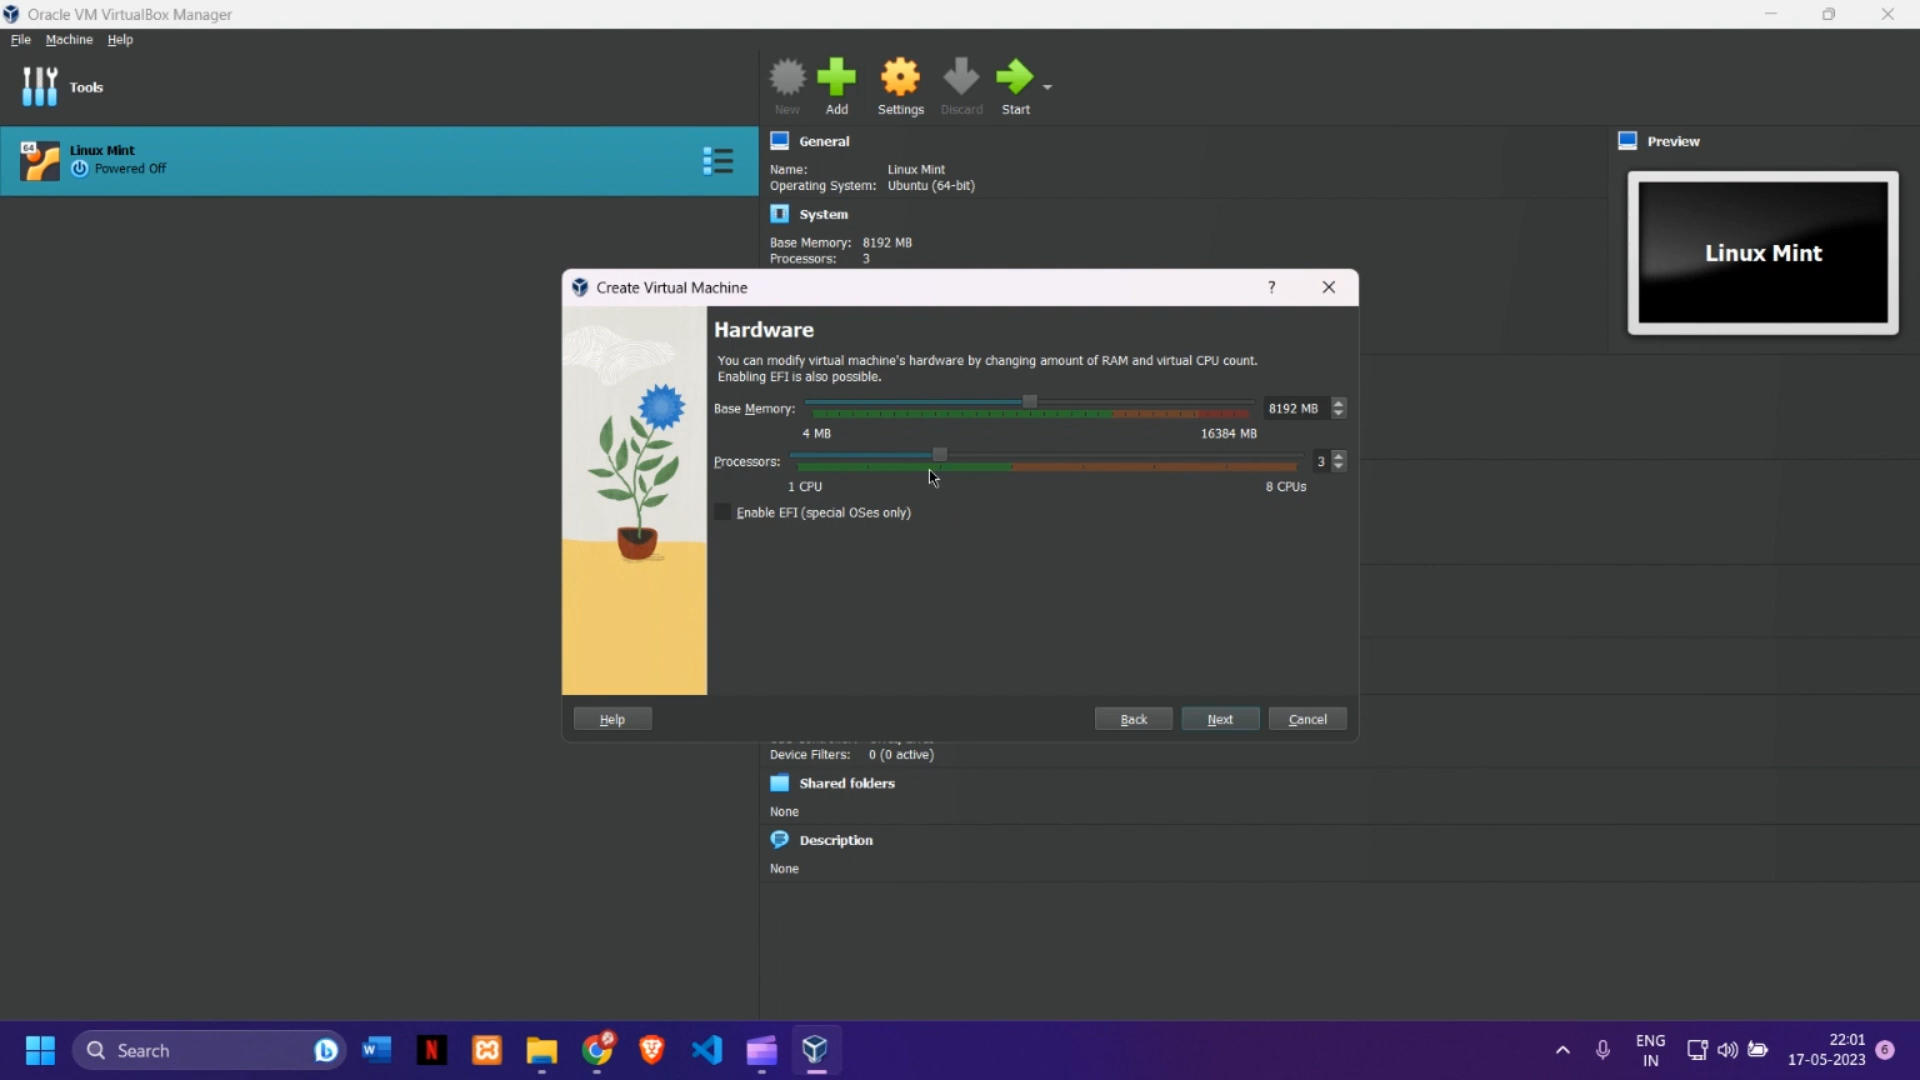 Oracle VM VirtualBox Manager
File Machine Help
Tools
New
Add
Settings
Discard
Start
64
Linux Mint
Powered Off
General
Name: Linux Mint
Operating System: Ubuntu (64-bit)
System
Base Memory: 8192 MB
Processors: 3
Preview
Linux Mint
Create Virtual Machine
?
Hardware
You can modify virtual machine's hardware by changing amount of RAM and virtual CPU count.
Enabling EFI is also possible.
Base Memory: 8192 MB
4 MB 16384 MB
Processors: 3
1 CPU 8 CPUs
Enable EFI (special OSes only)
Help Back Next Cancel
Device Filters: 0 (0 active)
Shared folders
None
Description
None
Search
ENG
IN
22:01
17-05-2023
6